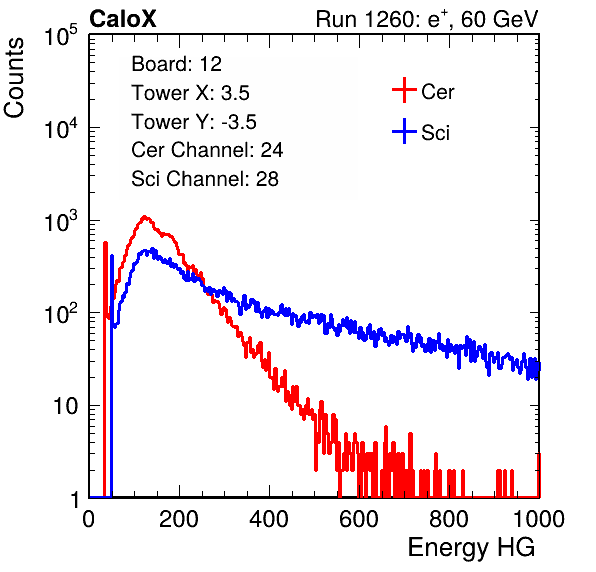 CaloX Run 1260: e⁺, 60 GeV
Counts
10⁵
10⁴
10³
10²
10
1
Board: 12
Tower X: 3.5
Tower Y: -3.5
Cer Channel: 24
Sci Channel: 28
Cer
Sci
0 200 400 600 800 1000
Energy HG